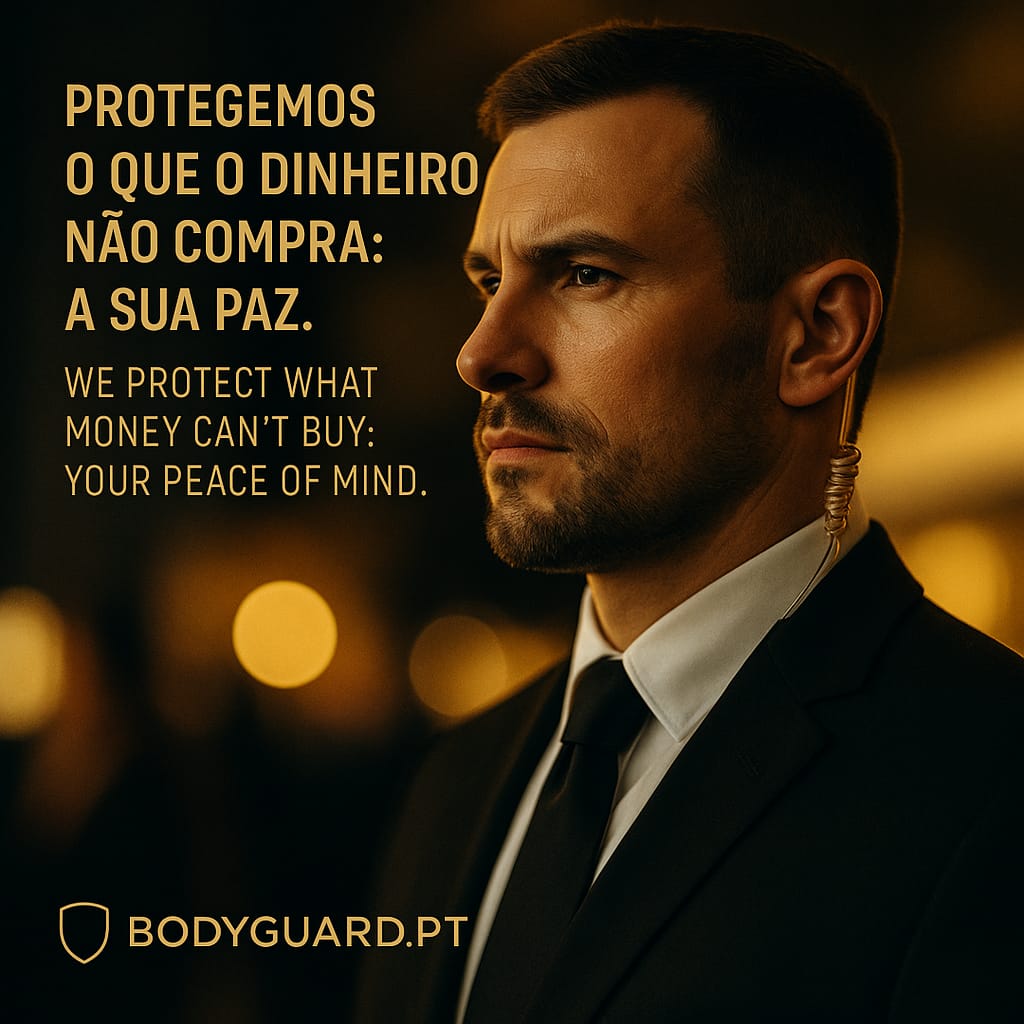 PROTEGEMOS
O QUE O DINHEIRO
NÃO COMPRA:
A SUA PAZ.
WE PROTECT WHAT
MONEY CAN'T BUY:
YOUR PEACE OF MIND.
BODYGUARD.PT